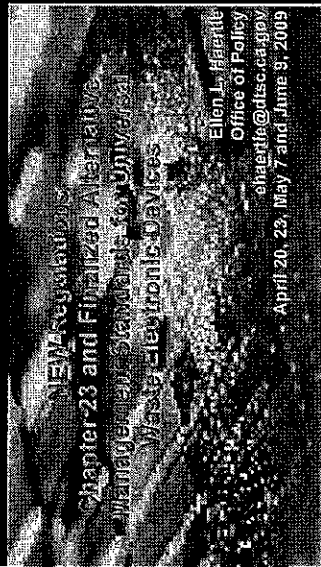 NEW Regulations:
Chapter 23 and Finalized Alternative
Management Standards for Universal
Waste Electronic Devices
Ellen L. Haertle
Office of Policy
ehaertle@dtsc.ca.gov
April 20, 23, May 7 and June 9, 2009